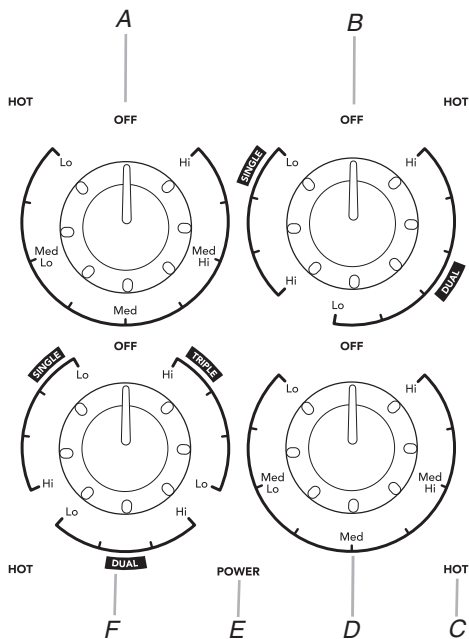 A B
HOT HOT
OFF OFF
SINGLE
Lo Hi Lo Hi
Med Lo Med Hi
Hi
DUAL
Lo
Med
OFF OFF
SINGLE TRIPLE
Lo Hi Lo Hi
Med Lo Med Hi
Hi Lo
Lo Hi
Med
DUAL
HOT POWER HOT
F E D C